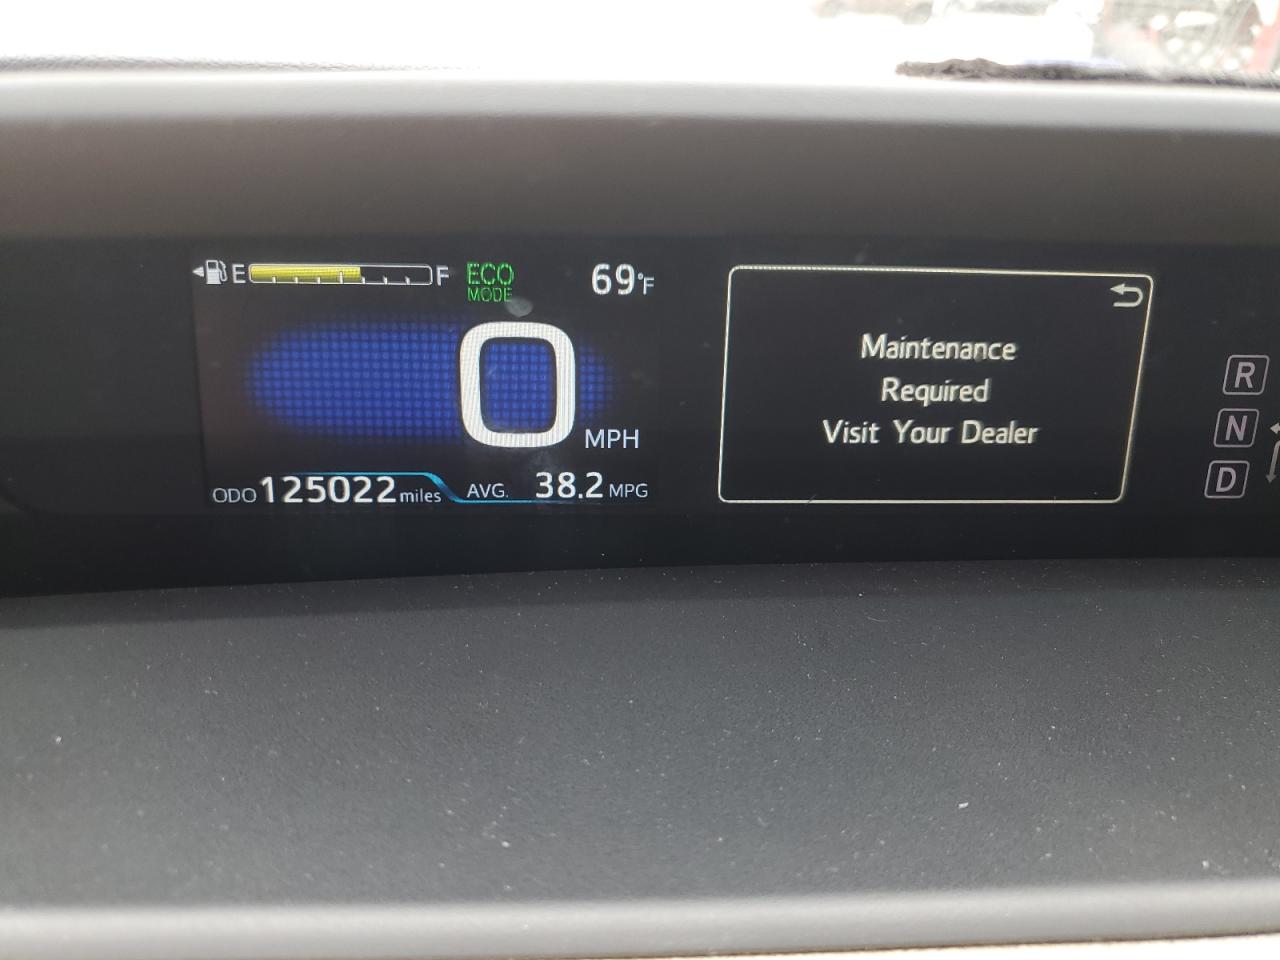 E F ECO 69°F
MODE
0 MPH
ODO 125022 miles AVG. 38.2 MPG
Maintenance
Required
Visit Your Dealer
R
N
D